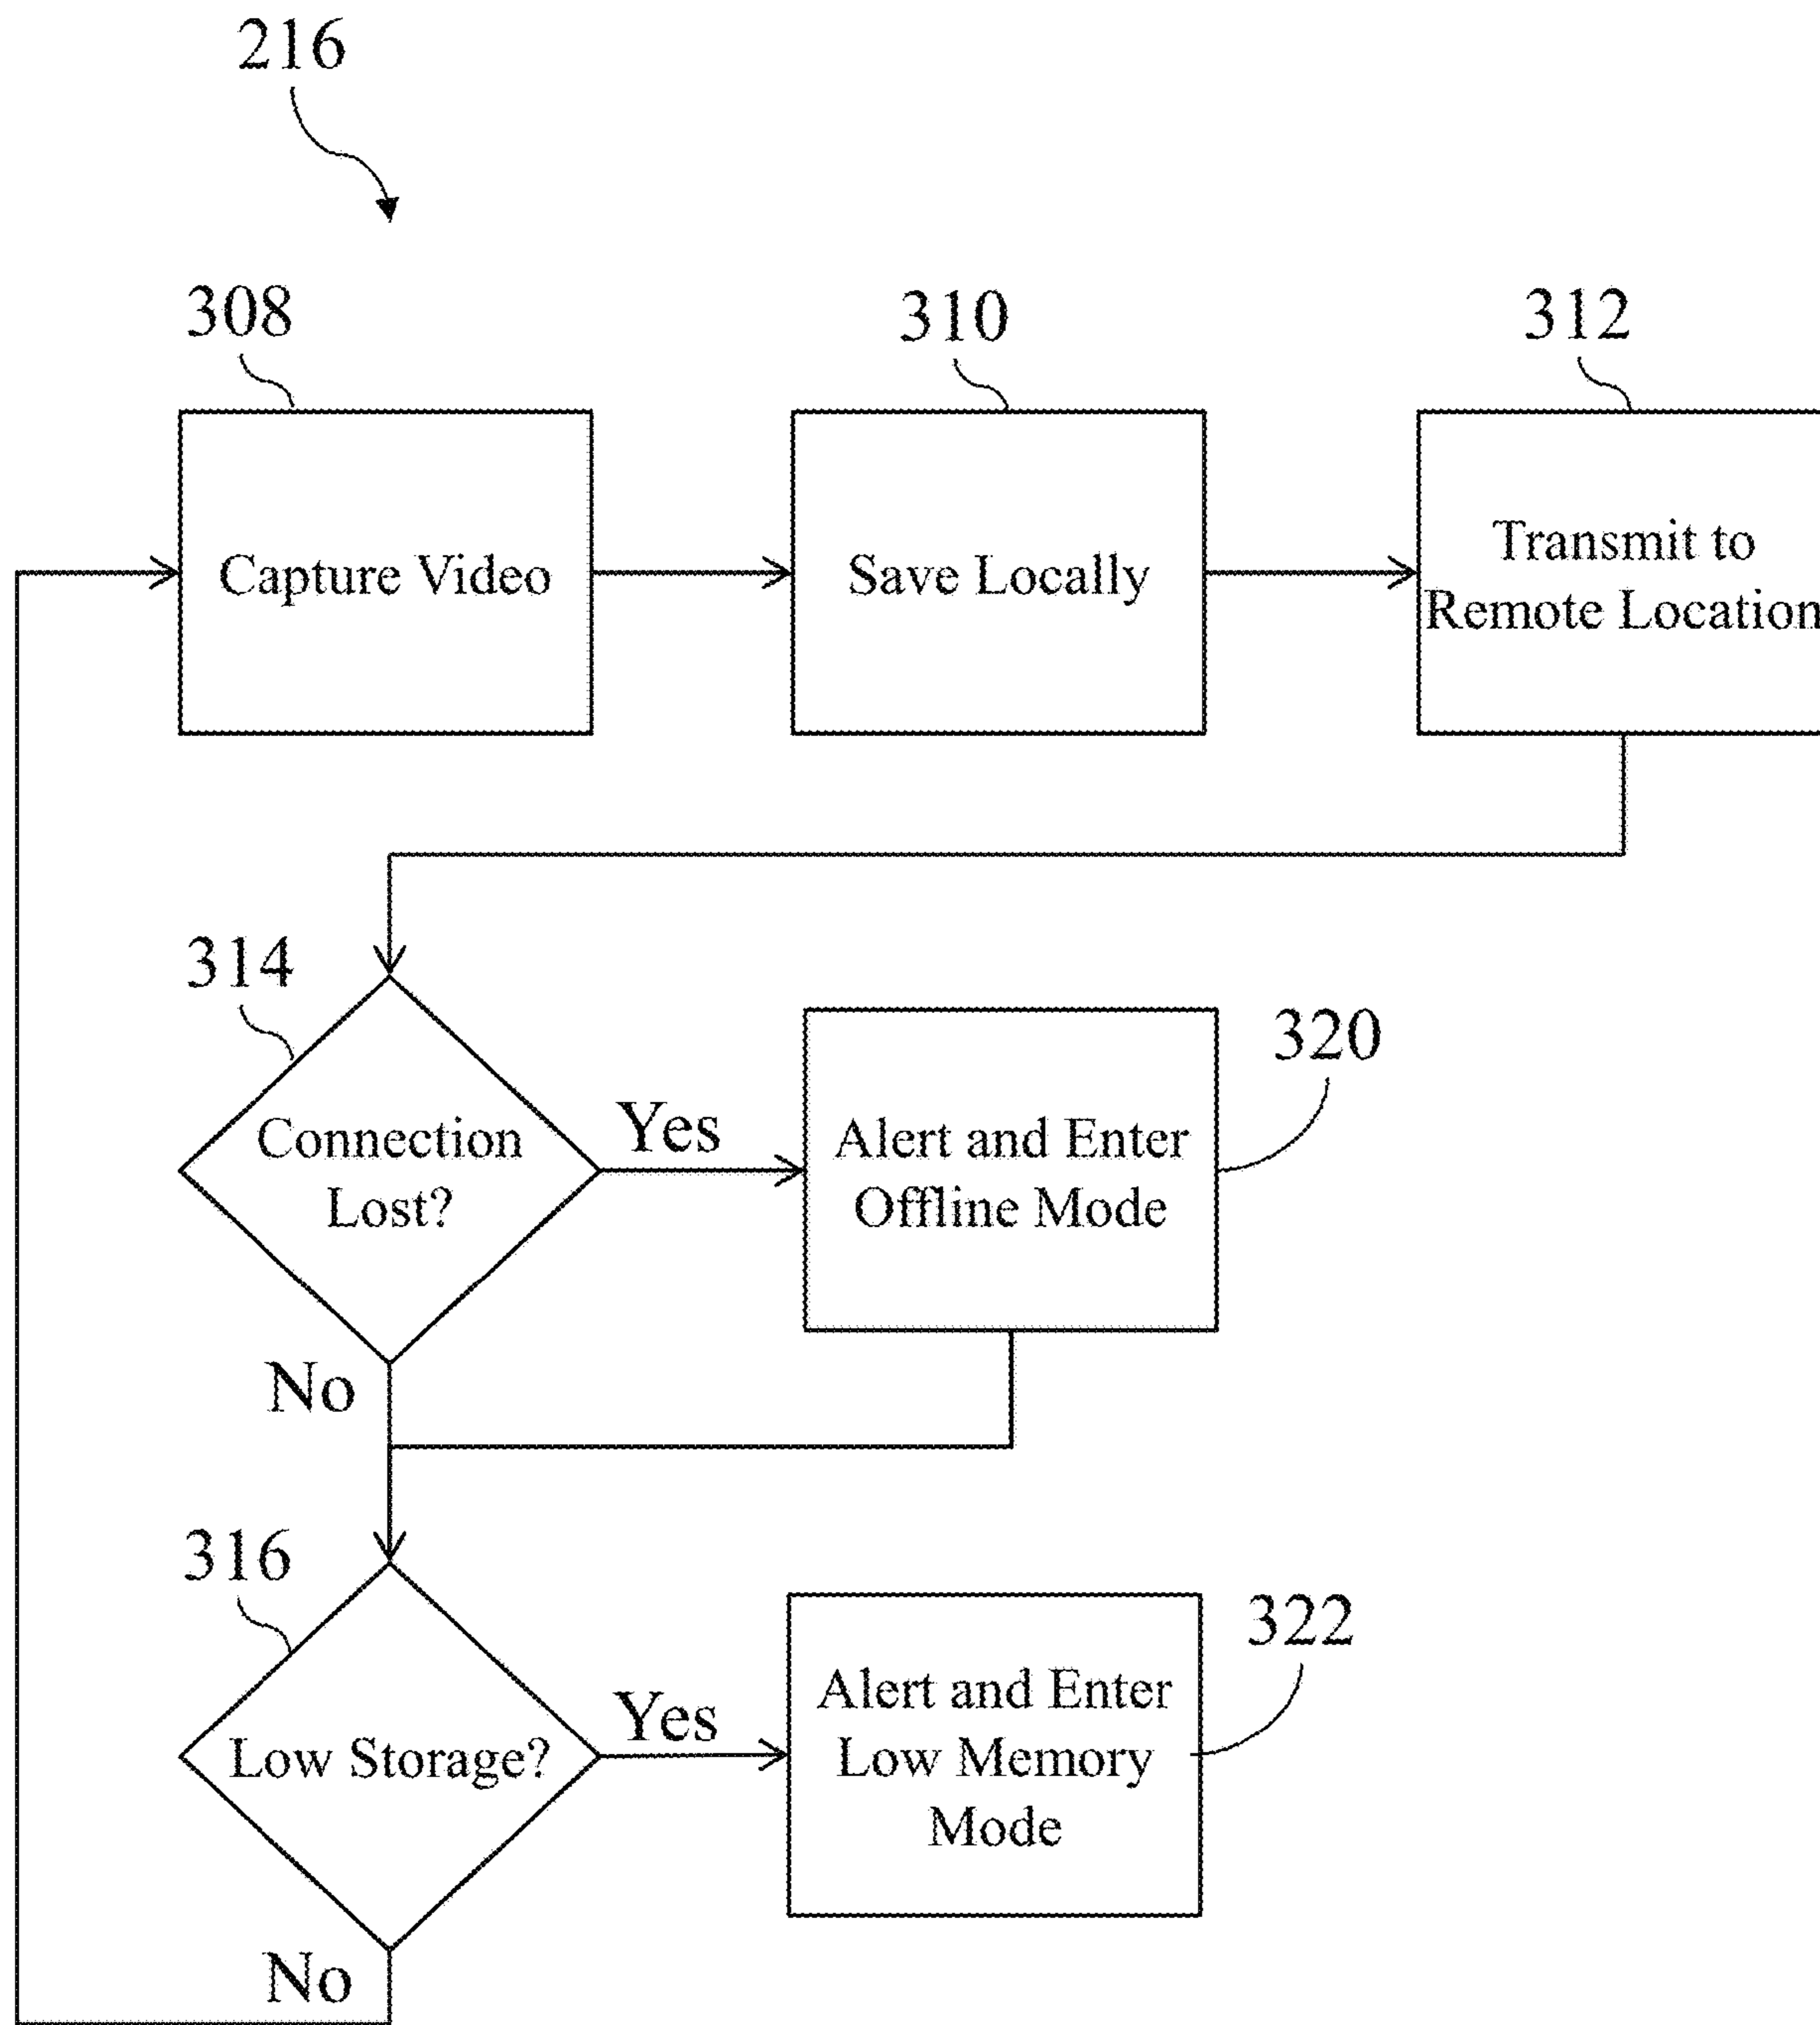 216
308
310
312
Capture Video
Save Locally
Transmit to
Remote Location
314
320
Connection
Lost?
Yes
Alert and Enter
Offline Mode
No
316
322
Low Storage?
Yes
Alert and Enter
Low Memory
Mode
No